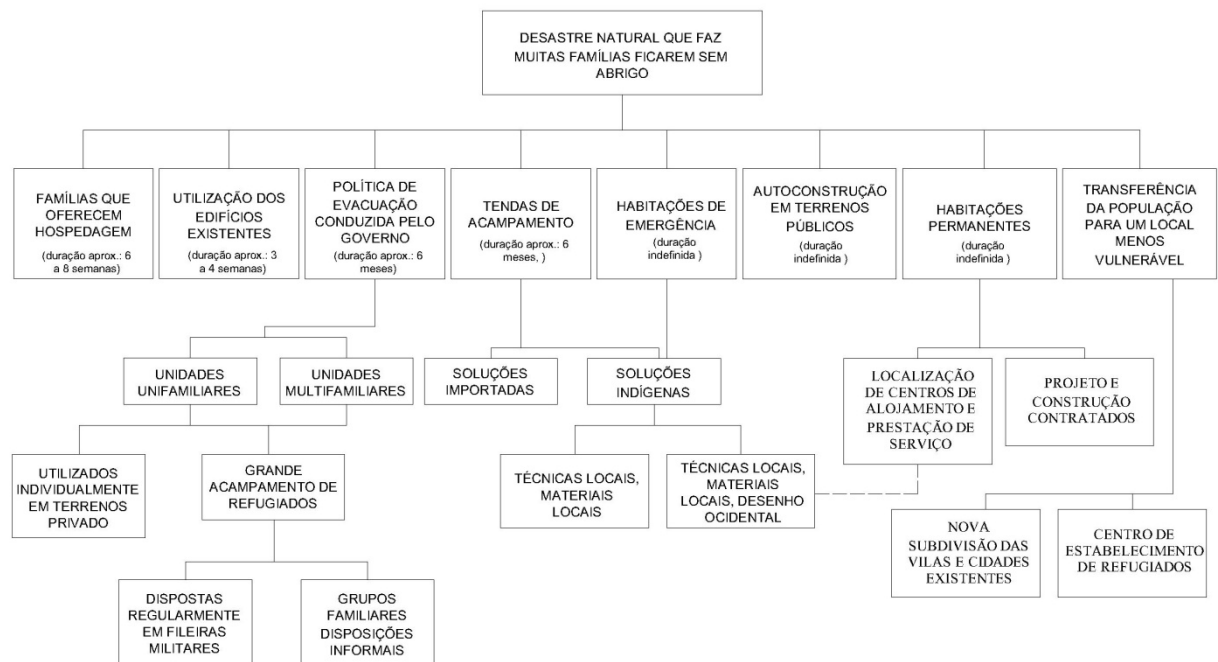 DESASTRE NATURAL QUE FAZ
MUITAS FAMÍLIAS FICAREM SEM
ABRIGO
FAMÍLIAS QUE
OFERECEM
HOSPEDAGEM
(duração aprox.: 6
a 8 semanas)
UTILIZAÇÃO DOS
EDIFÍCIOS
EXISTENTES
(duração aprox.: 3
a 4 semanas)
POLÍTICA DE
EVACUAÇÃO
CONDUZIDA PELO
GOVERNO
(duração aprox.: 6
meses)
TENDAS DE
ACAMPAMENTO
(duração aprox.: 6
meses, )
HABITAÇÕES DE
EMERGÊNCIA
(duração
indefinida )
AUTOCONSTRUÇÃO
EM TERRENOS
PÚBLICOS
(duração
indefinida )
HABITAÇÕES
PERMANENTES
(duração
indefinida )
TRANSFERÊNCIA
DA POPULAÇÃO
PARA UM LOCAL
MENOS
VULNERÁVEL
UNIDADES
UNIFAMILIARES
UNIDADES
MULTIFAMILIARES
SOLUÇÕES
IMPORTADAS
SOLUÇÕES
INDÍGENAS
LOCALIZAÇÃO
DE CENTROS DE
ALOJAMENTO E
PRESTAÇÃO DE
SERVIÇO
PROJETO E
CONSTRUÇÃO
CONTRATADOS
UTILIZADOS
INDIVIDUALMENTE
EM TERRENOS
PRIVADO
GRANDE
ACAMPAMENTO DE
REFUGIADOS
TÉCNICAS LOCAIS,
MATERIAIS
LOCAIS
TÉCNICAS LOCAIS,
MATERIAIS
LOCAIS, DESENHO
OCIDENTAL
NOVA
SUBDIVISÃO DAS
VILAS E CIDADES
EXISTENTES
CENTRO DE
ESTABELECIMENTO
DE REFUGIADOS
DISPOSTAS
REGULARMENTE
EM FILEIRAS
MILITARES
GRUPOS
FAMILIARES
DISPOSIÇÕES
INFORMAIS